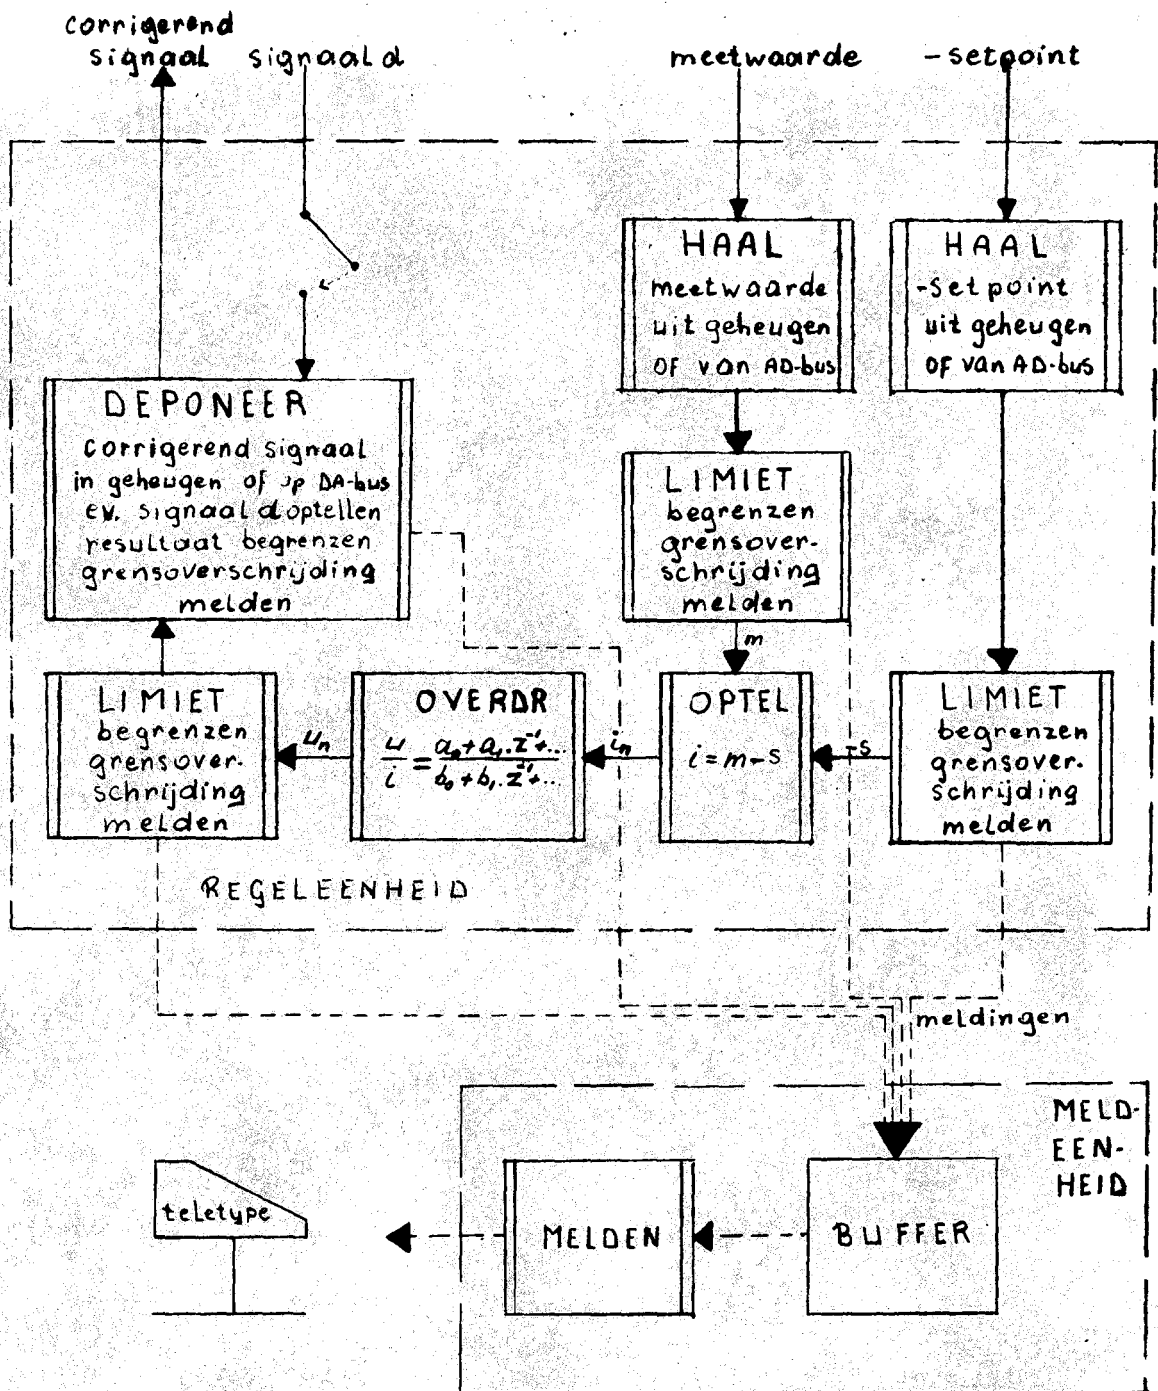 corrigerend
signaal
signaal d
meetwaarde
-setpoint
HAAL
meetwaarde
uit geheugen
OF van AD-bus
HAAL
-Setpoint
uit geheugen
OF van AD-bus
DEPONEER
corrigerend signaal
in geheugen of op DA-bus
ev. signaal d optellen
resultaat begrenzen
grensoverschrijding
melden
LIMIET
begrenzen
grensover-
schrijding
melden
m
LIMIET
begrenzen
grensover-
schrijding
melden
u_n
OVERDR
u/i = (a₀+a₁.z⁻¹+...)/(b₀+b₁.z⁻¹+...)
i_n
OPTEL
i = m-s
-s
LIMIET
begrenzen
grensover-
schrijding
melden
REGELEENHEID
meldingen
MELD-
EEN-
HEID
teletype
MELDEN
BUFFER